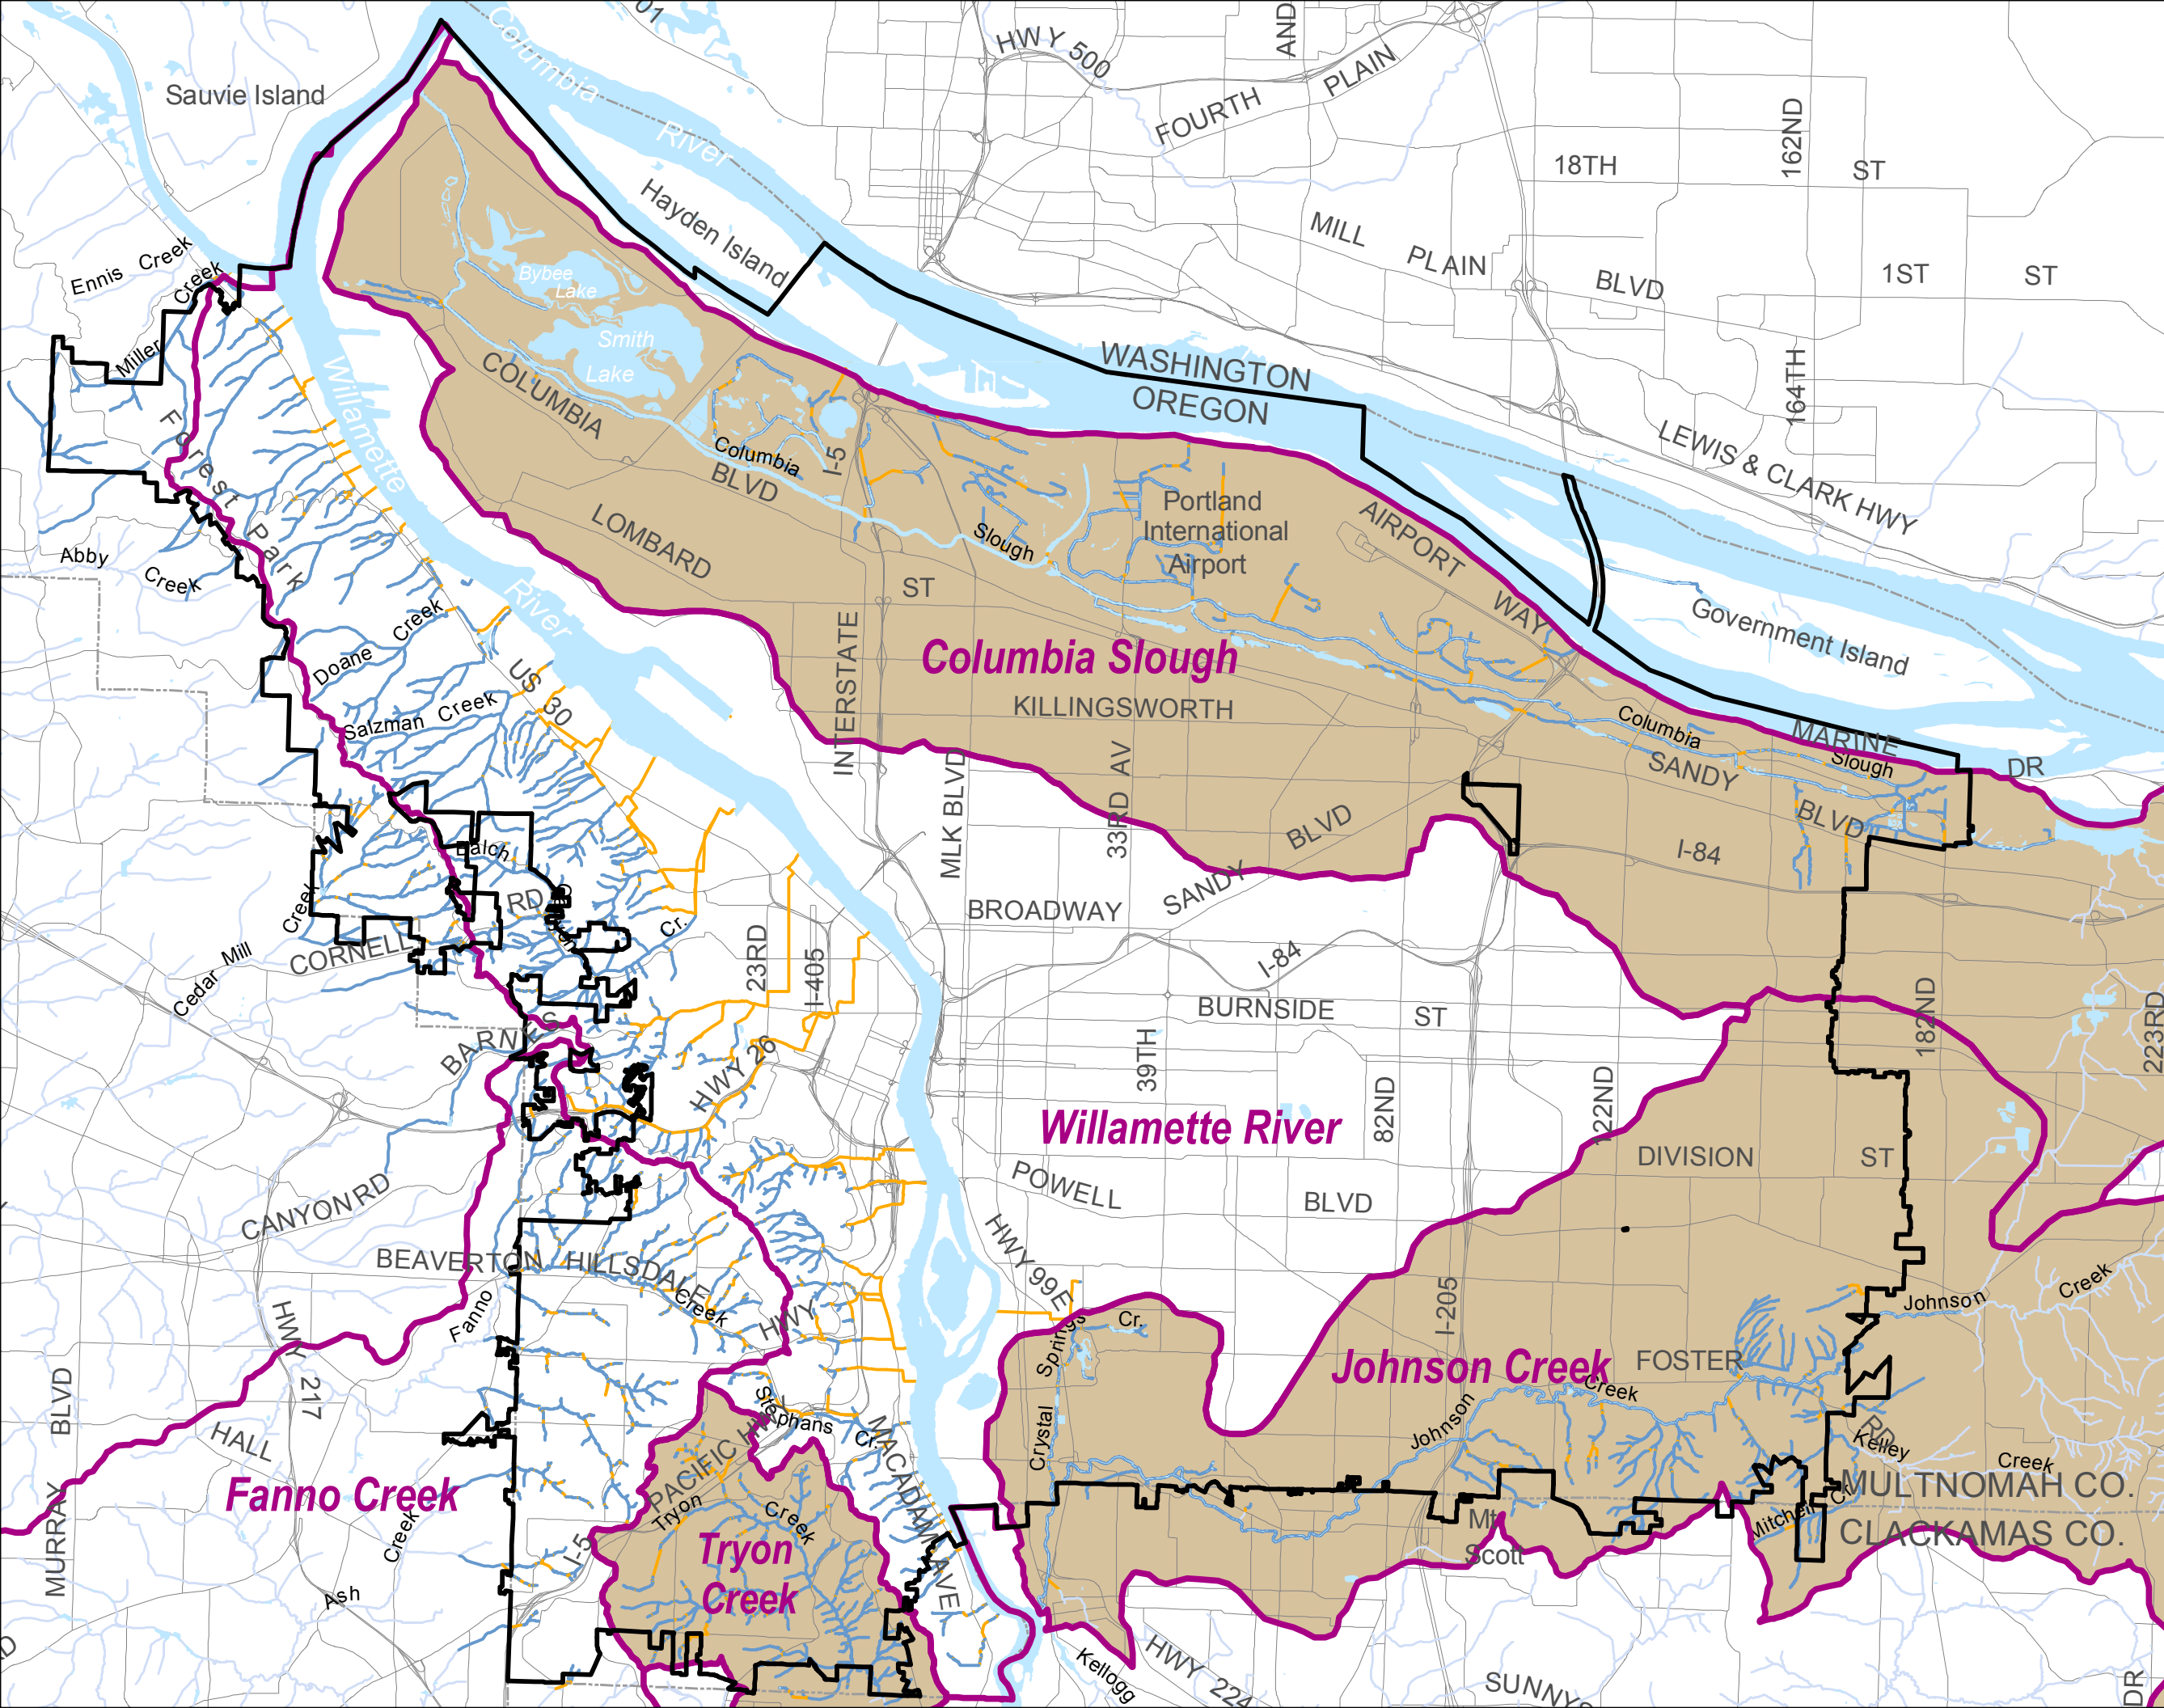 01
AND
HWY 500
Columbia
River
FOURTH PLAIN
Sauvie Island
18TH
ST
162ND
Hayden Island
MILL PLAIN BLVD
1ST ST
Ennis Creek
Miller Creek
Bybee
Lake
Smith
Lake
WASHINGTON
OREGON
164TH
LEWIS & CLARK HWY
Willamette
River
COLUMBIA
BLVD
Columbia
Slough
I-5
Forest Park
LOMBARD
ST
Portland
International
Airport
AIRPORT
WAY
Government Island
Abby
Creek
Doane Creek
Salzman Creek
US 30
INTERSTATE
Columbia Slough
KILLINGSWORTH
MLK BLVD
33RD AV
Columbia
Slough
MARINE
DR
SANDY
BLVD
SANDY
BLVD
I-84
Balch
RD
Cr.
Cedar Mill
Creek
CORNELL
BROADWAY
23RD
I-405
I-84
BURNSIDE
ST
182ND
223RD
BARNES
HWY 26
39TH
82ND
122ND
Willamette River
DIVISION
ST
POWELL
BLVD
CANYON RD
BEAVERTON
HILLSDALE
HWY
Fanno
Creek
HWY 99E
HWY
217
Springs
Cr.
Crystal
I-205
Johnson Creek
FOSTER
RD
Johnson
Creek
Johnson
Creek
BLVD
MURRAY
HALL
Stephans
Cr.
MACADAM AVE
PACIFIC HWY
Fanno Creek
Creek
Tryon
Creek
Tryon
Creek
I-5
Ash
Kelley
Creek
MULTNOMAH CO.
CLACKAMAS CO.
Mitchell Cr.
Mt
Scott
Kellogg
HWY 224
SUNNYS
DR